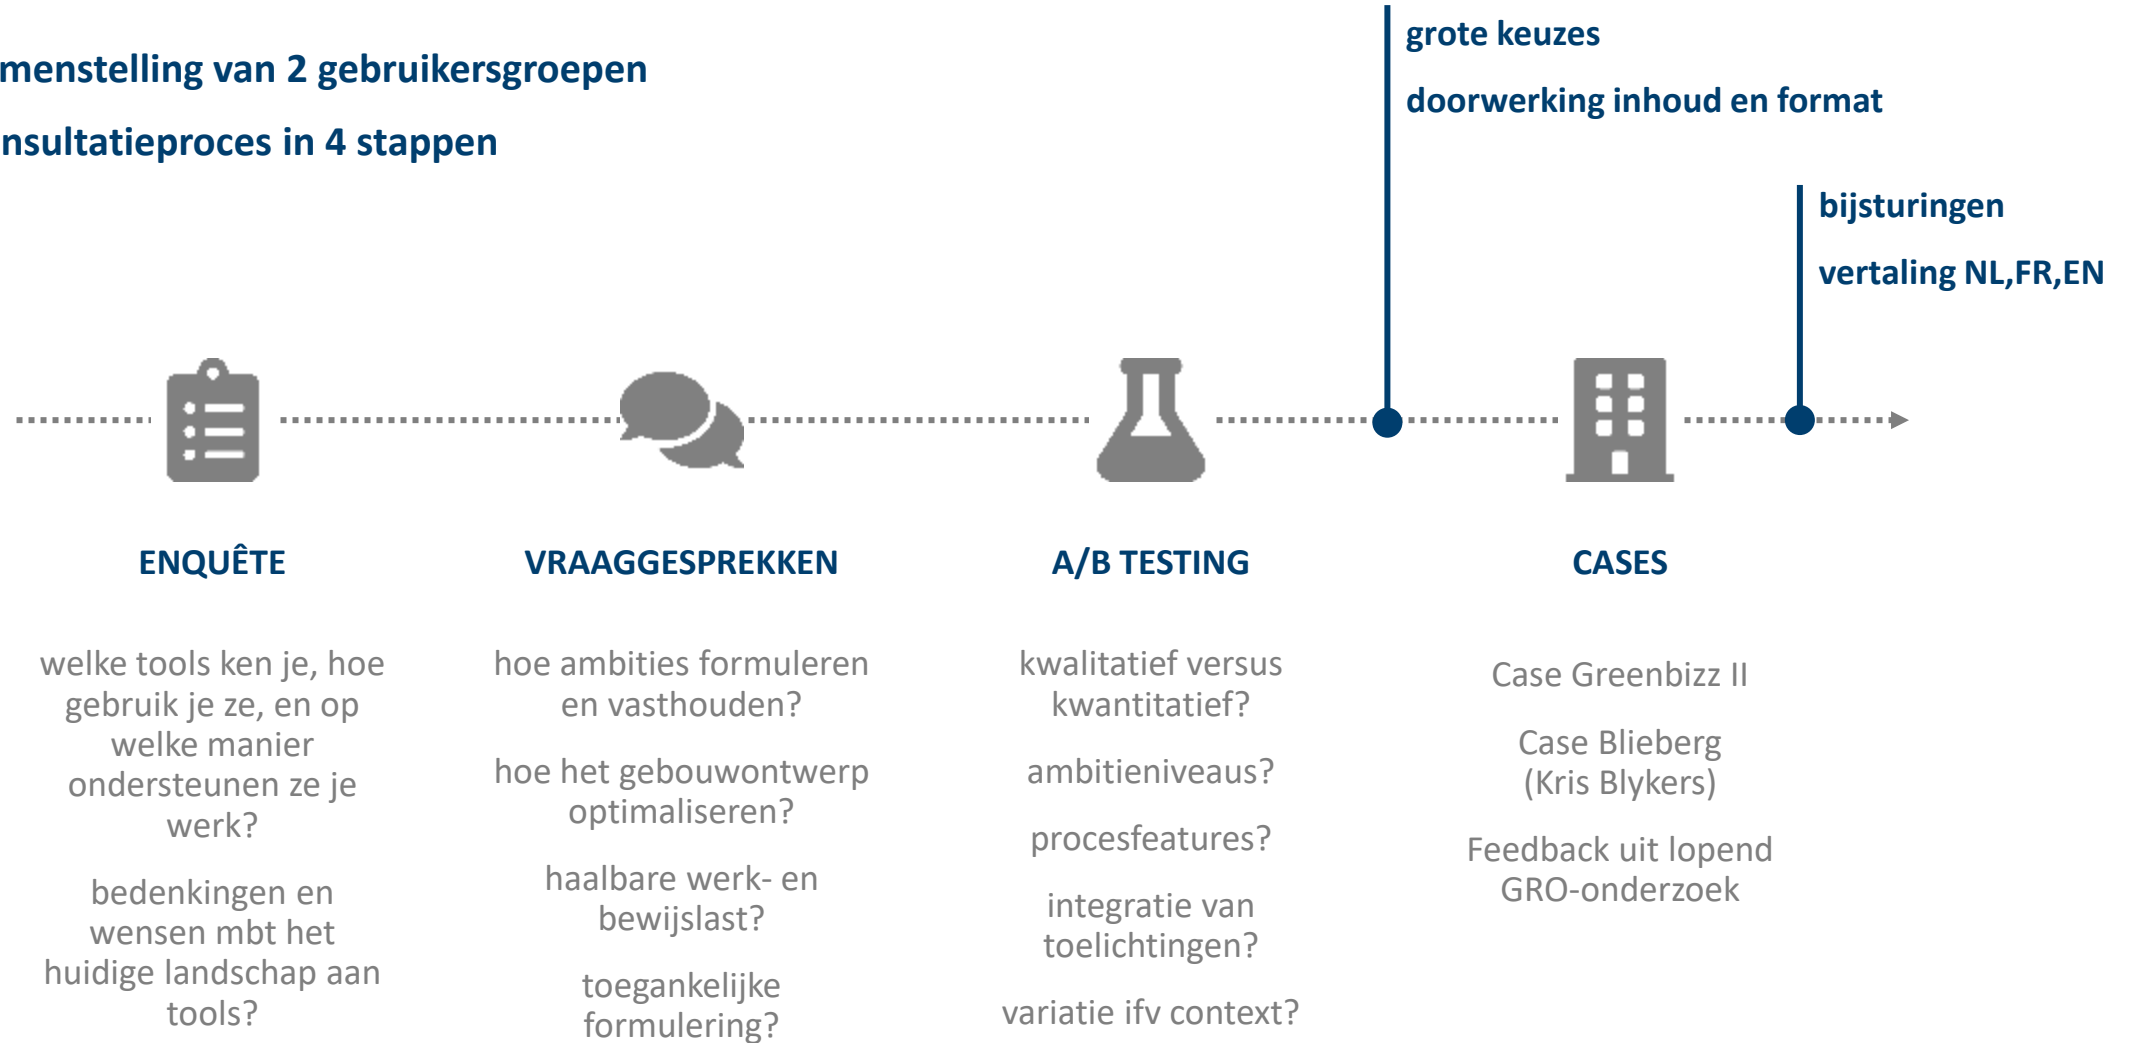 menstelling van 2 gebruikersgroepen
nsultatieproces in 4 stappen
grote keuzes
doorwerking inhoud en format
bijsturingen
vertaling NL,FR,EN
ENQUÊTE
welke tools ken je, hoe
gebruik je ze, en op
welke manier
ondersteunen ze je
werk?
bedenkingen en
wensen mbt het
huidige landschap aan
tools?
VRAAGGESPREKKEN
hoe ambities formuleren
en vasthouden?
hoe het gebouwontwerp
optimaliseren?
haalbare werk- en
bewijslast?
toegankelijke
formulering?
A/B TESTING
kwalitatief versus
kwantitatief?
ambitieniveaus?
procesfeatures?
integratie van
toelichtingen?
variatie ifv context?
CASES
Case Greenbizz II
Case Blieberg
(Kris Blykers)
Feedback uit lopend
GRO-onderzoek